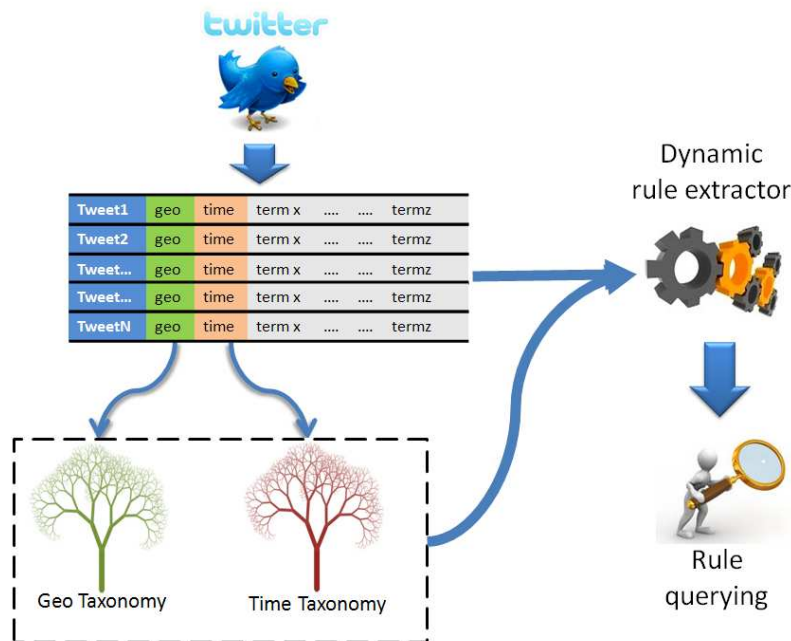 twitter
Tweet1 geo time term x .... .... termz
Tweet2 geo time term x .... .... termz
Tweet... geo time term x .... .... termz
Tweet... geo time term x .... .... termz
TweetN geo time term x .... .... termz
Dynamic
rule extractor
Geo Taxonomy
Time Taxonomy
Rule
querying